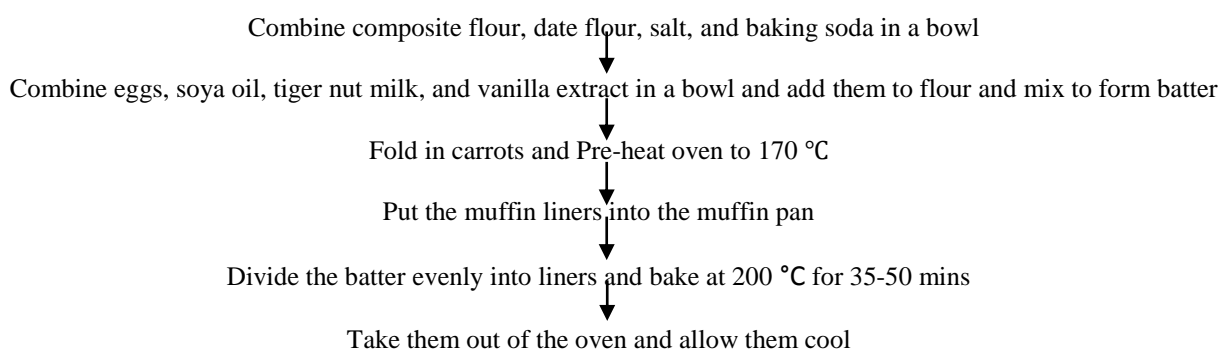 Combine composite flour, date flour, salt, and baking soda in a bowl
Combine eggs, soya oil, tiger nut milk, and vanilla extract in a bowl and add them to flour and mix to form batter
Fold in carrots and Pre-heat oven to 170 ℃
Put the muffin liners into the muffin pan
Divide the batter evenly into liners and bake at 200 °C for 35-50 mins
Take them out of the oven and allow them cool